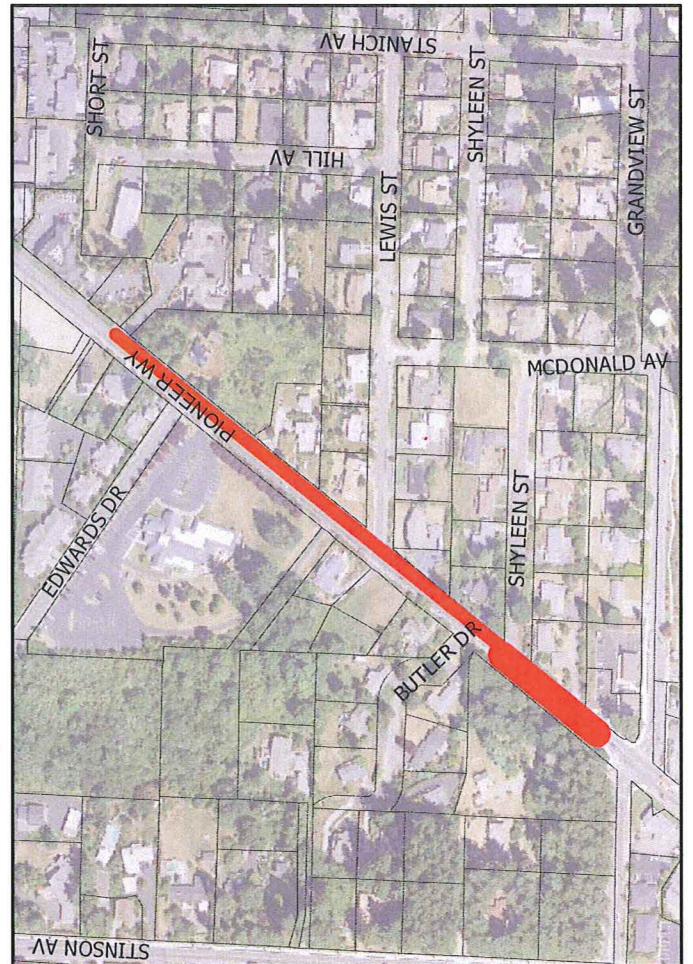 STANICH AV
SHORT ST
HILL AV
LEWIS ST
SHYLEEN ST
GRANDVIEW ST
PIONEER WY
MCDONALD AV
EDWARDS DR
SHYLEEN ST
BUTLER DR
STINSON AV